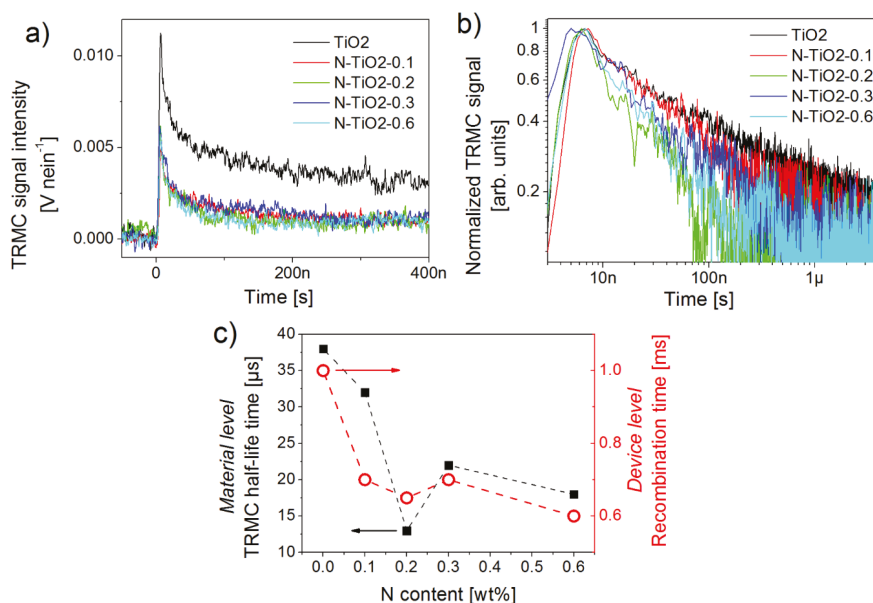 a)
TiO2
N-TiO2-0.1
N-TiO2-0.2
N-TiO2-0.3
N-TiO2-0.6
0.010
0.005
0.000
TRMC signal intensity
[V nein⁻¹]
0
200n
400n
Time [s]
b)
TiO2
N-TiO2-0.1
N-TiO2-0.2
N-TiO2-0.3
N-TiO2-0.6
1
0.8
0.6
0.4
0.2
Normalized TRMC signal
[arb. units]
10n
100n
1µ
Time [s]
c)
40
35
30
25
20
15
10
Material level
TRMC half-life time [µs]
1.0
0.9
0.8
0.7
0.6
Device level
Recombination time [ms]
0.0
0.1
0.2
0.3
0.4
0.5
0.6
N content [wt%]